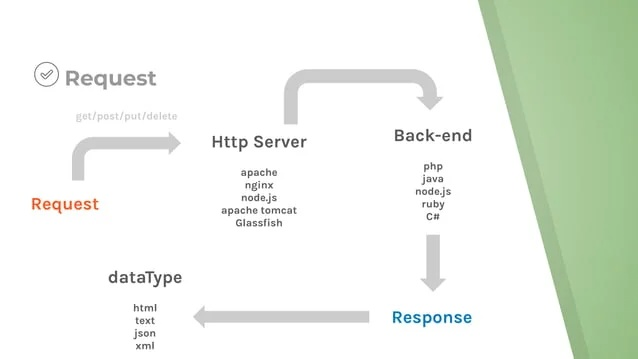 Request
get/post/put/delete
Request
Http Server
apache
nginx
node.js
apache tomcat
Glassfish
Back-end
php
java
node.js
ruby
C#
Response
dataType
html
text
json
xml